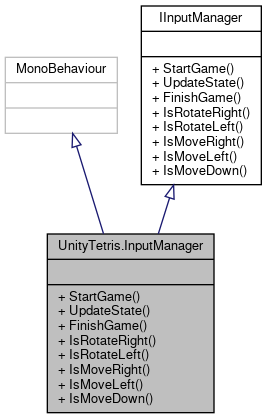 IInputManager
+ StartGame()
+ UpdateState()
+ FinishGame()
+ IsRotateRight()
+ IsRotateLeft()
+ IsMoveRight()
+ IsMoveLeft()
+ IsMoveDown()
MonoBehaviour
UnityTetris.InputManager
+ StartGame()
+ UpdateState()
+ FinishGame()
+ IsRotateRight()
+ IsRotateLeft()
+ IsMoveRight()
+ IsMoveLeft()
+ IsMoveDown()